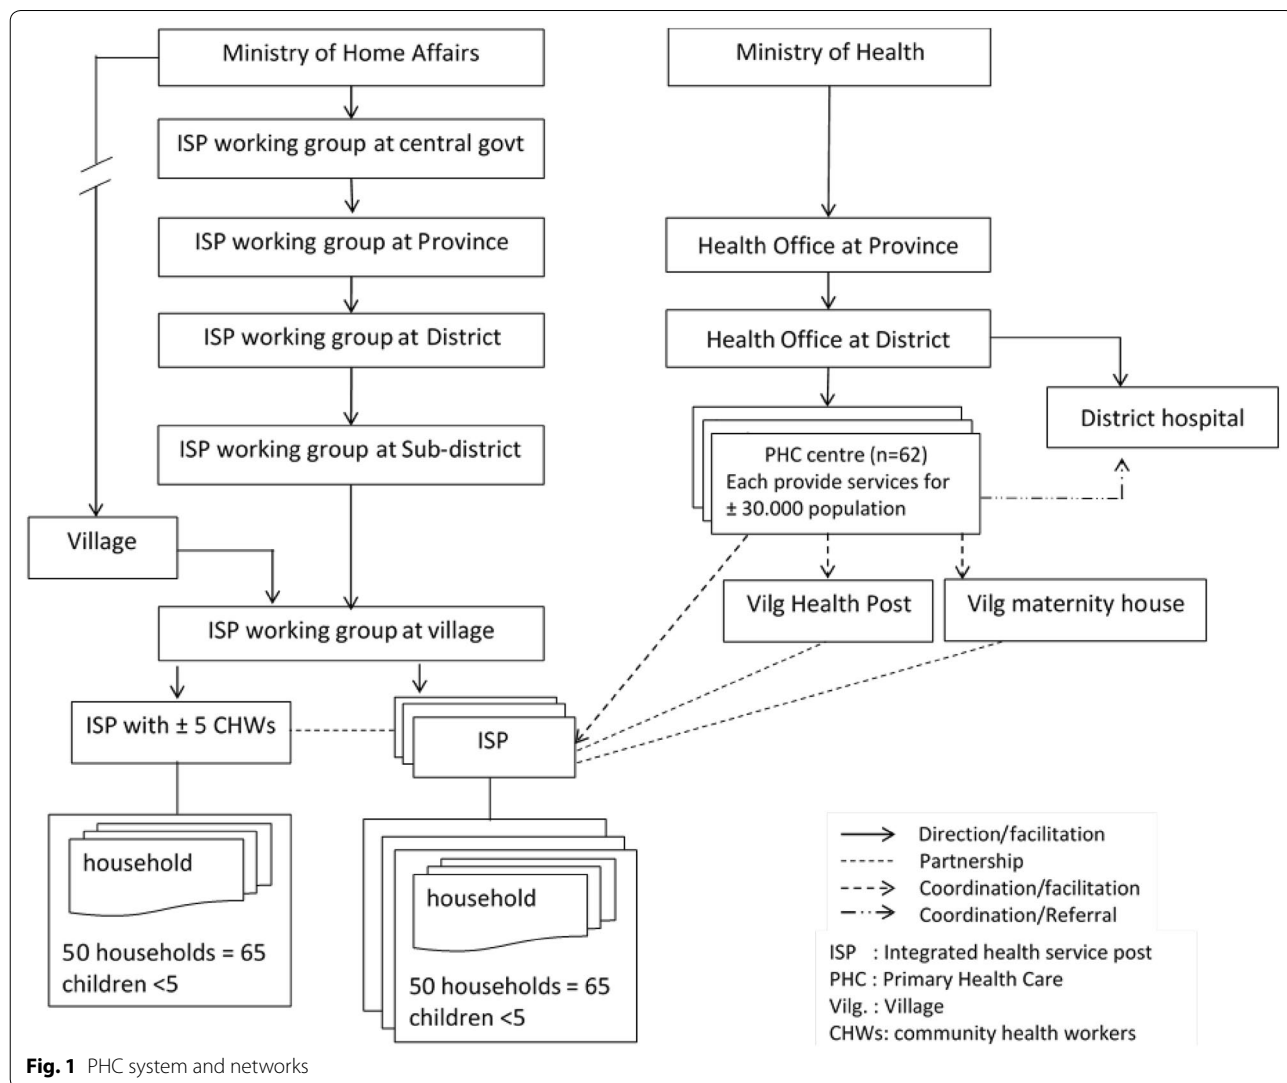 Ministry of Home Affairs
Ministry of Health
ISP working group at central govt
ISP working group at Province
Health Office at Province
ISP working group at District
Health Office at District
District hospital
ISP working group at Sub-district
PHC centre (n=62)
Each provide services for
± 30.000 population
Village
Vilg Health Post
Vilg maternity house
ISP working group at village
ISP with ± 5 CHWs
ISP
household
50 households = 65
children <5
household
50 households = 65
children <5
Direction/facilitation
Partnership
Coordination/facilitation
Coordination/Referral
ISP : Integrated health service post
PHC : Primary Health Care
Vilg. : Village
CHWs: community health workers
Fig. 1 PHC system and networks